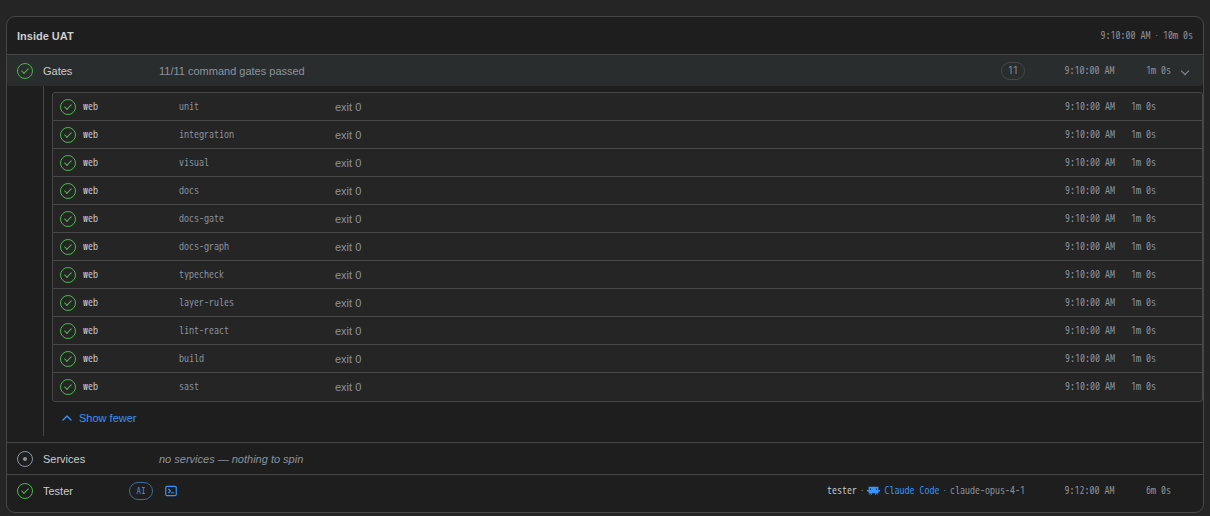 Inside UAT 9:10:00 AM · 10m 0s
Gates 11/11 command gates passed 11 9:10:00 AM 1m 0s
web unit exit 0 9:10:00 AM 1m 0s
web integration exit 0 9:10:00 AM 1m 0s
web visual exit 0 9:10:00 AM 1m 0s
web docs exit 0 9:10:00 AM 1m 0s
web docs-gate exit 0 9:10:00 AM 1m 0s
web docs-graph exit 0 9:10:00 AM 1m 0s
web typecheck exit 0 9:10:00 AM 1m 0s
web layer-rules exit 0 9:10:00 AM 1m 0s
web lint-react exit 0 9:10:00 AM 1m 0s
web build exit 0 9:10:00 AM 1m 0s
web sast exit 0 9:10:00 AM 1m 0s
Show fewer
Services no services — nothing to spin
Tester AI tester · Claude Code · claude-opus-4-1 9:12:00 AM 6m 0s